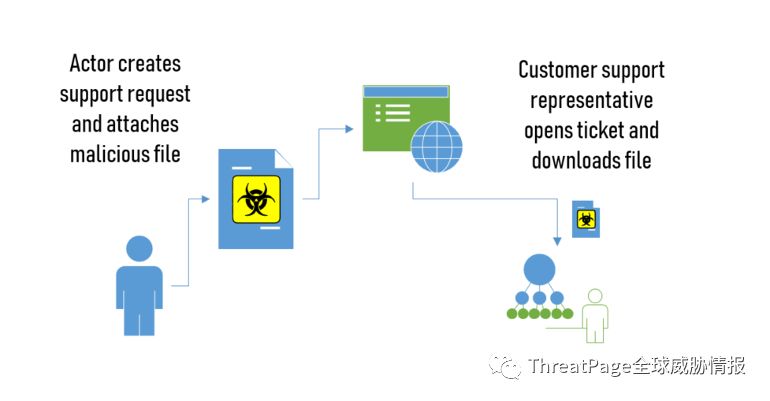 Actor creates
support request
and attaches
malicious file
Customer support
representative
opens ticket and
downloads file
ThreatPage全球威胁情报